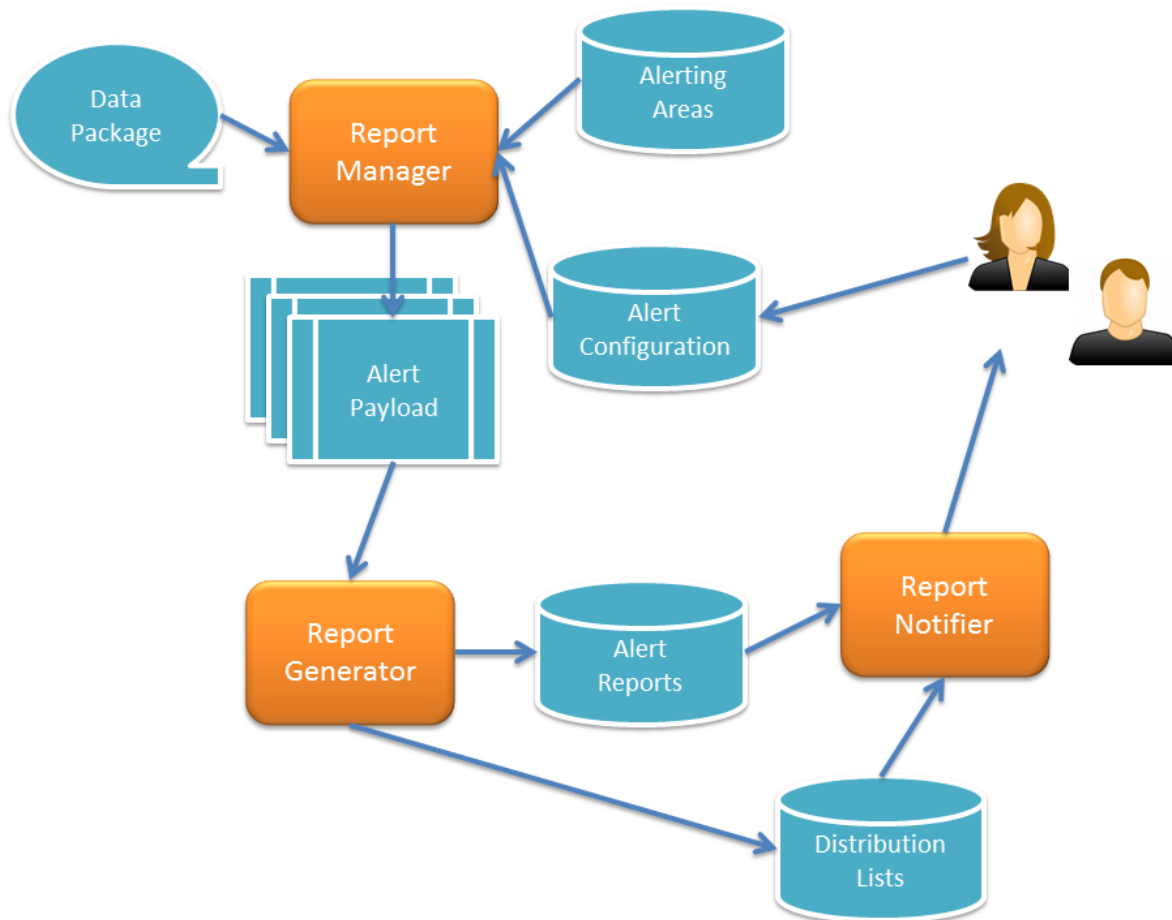 Data
Package
Report
Manager
Alerting
Areas
Alert
Configuration
Alert
Payload
Report
Generator
Alert
Reports
Report
Notifier
Distribution
Lists